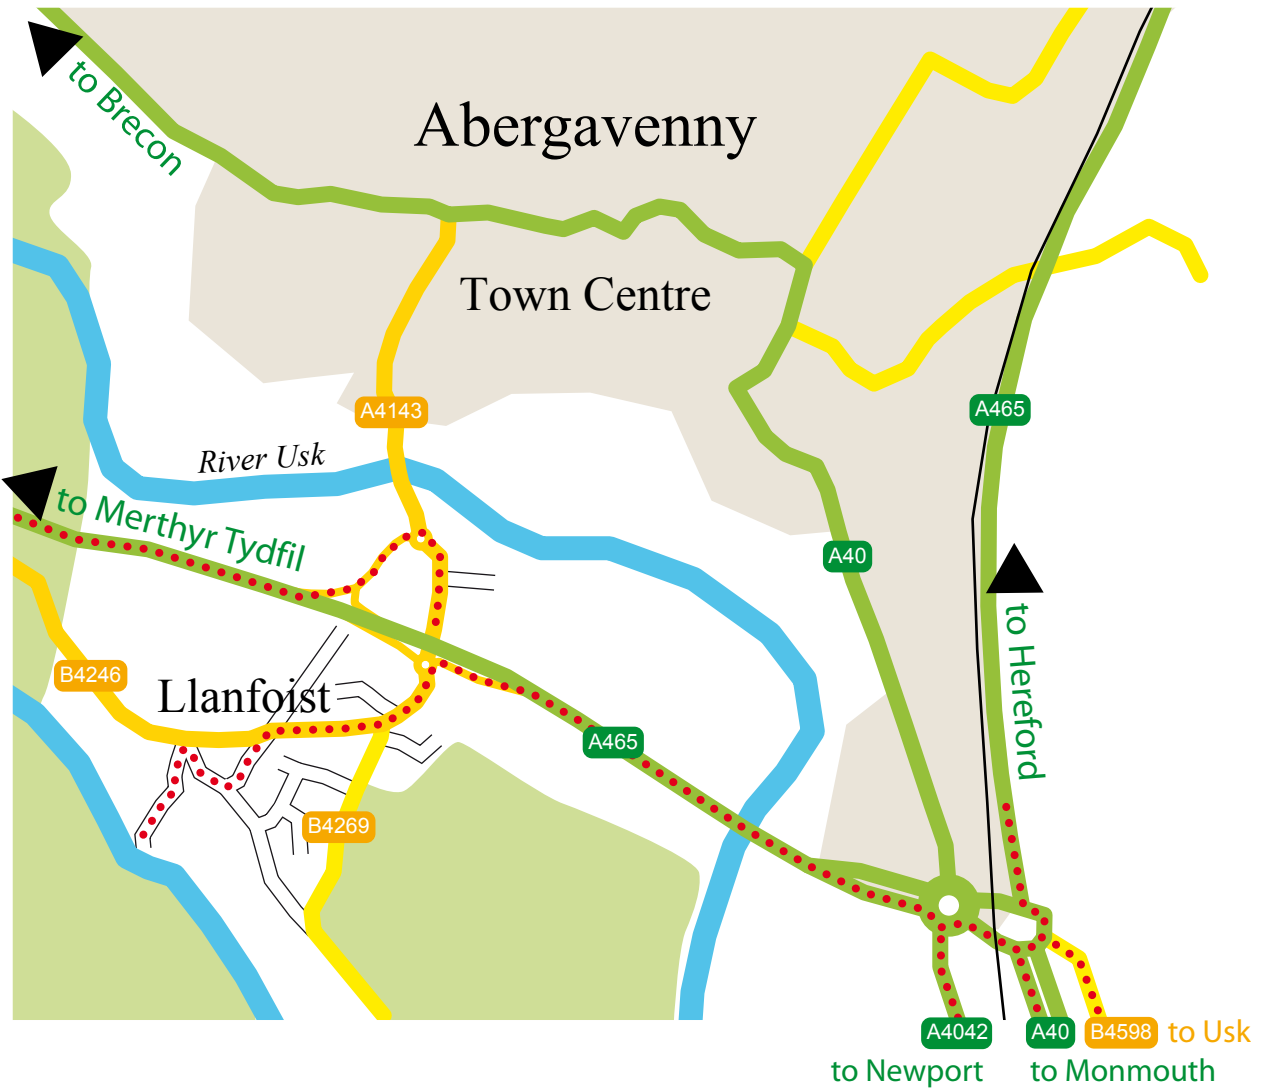 to Brecon
Abergavenny
Town Centre
A4143
A465
River Usk
to Merthyr Tydfil
A40
to Hereford
B4246
Llanfoist
A465
B4269
A4042
A40
B4598
to Usk
to Newport
to Monmouth